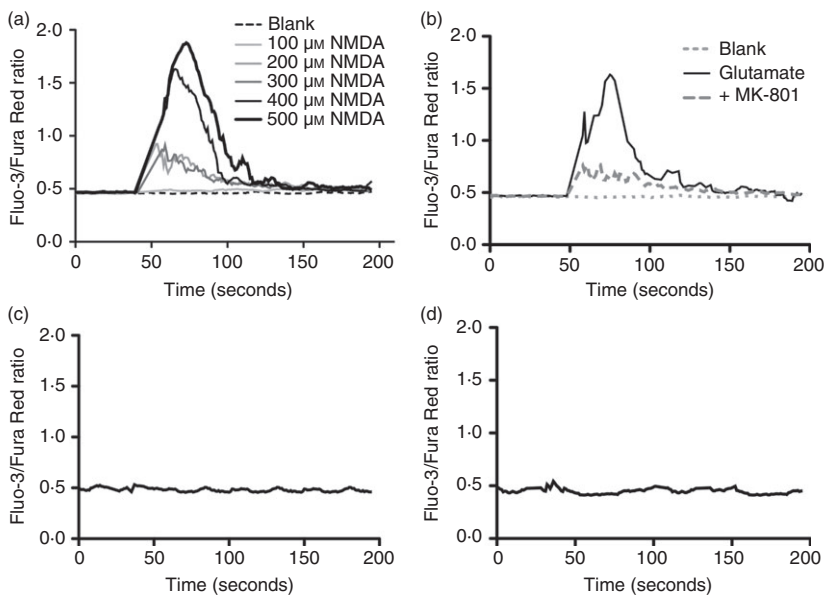 (a)
Fluo-3/Fura Red ratio
2·0
1·5
1·0
0·5
0·0
0 50 100 150 200
Time (seconds)
Blank
100 μM NMDA
200 μM NMDA
300 μM NMDA
400 μM NMDA
500 μM NMDA
(b)
Fluo-3/Fura Red ratio
2·0
1·5
1·0
0·5
0·0
0 50 100 150 200
Time (seconds)
Blank
Glutamate
+ MK-801
(c)
Fluo-3/Fura Red ratio
2·0
1·5
1·0
0·5
0·0
0 50 100 150 200
Time (seconds)
(d)
Fluo-3/Fura Red ratio
2·0
1·5
1·0
0·5
0·0
0 50 100 150 200
Time (seconds)